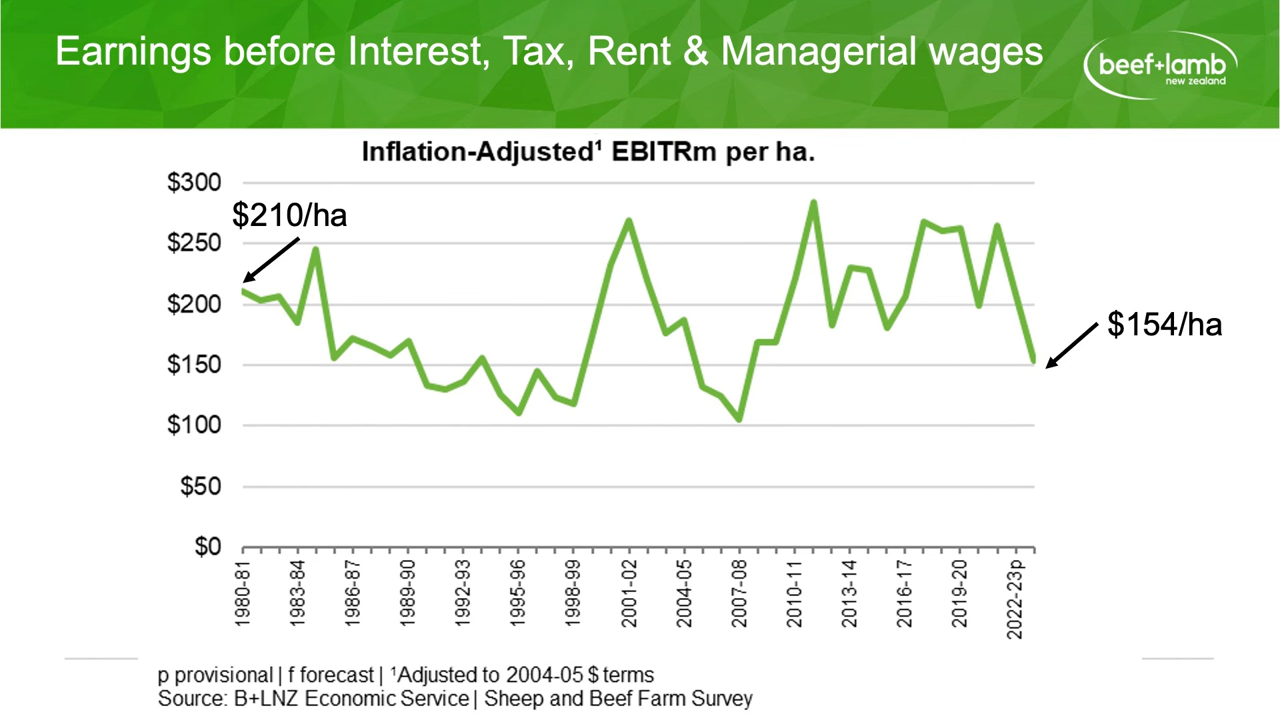 Earnings before Interest, Tax, Rent & Managerial wages
beef+lamb
new zealand
Inflation-Adjusted¹ EBITRm per ha.
$300
$250
$200
$150
$100
$50
$0
$210/ha
$154/ha
1980-81
1983-84
1986-87
1989-90
1992-93
1995-96
1998-99
2001-02
2004-05
2007-08
2010-11
2013-14
2016-17
2019-20
2022-23p
p provisional | f forecast | ¹Adjusted to 2004-05 $ terms
Source: B+LNZ Economic Service | Sheep and Beef Farm Survey